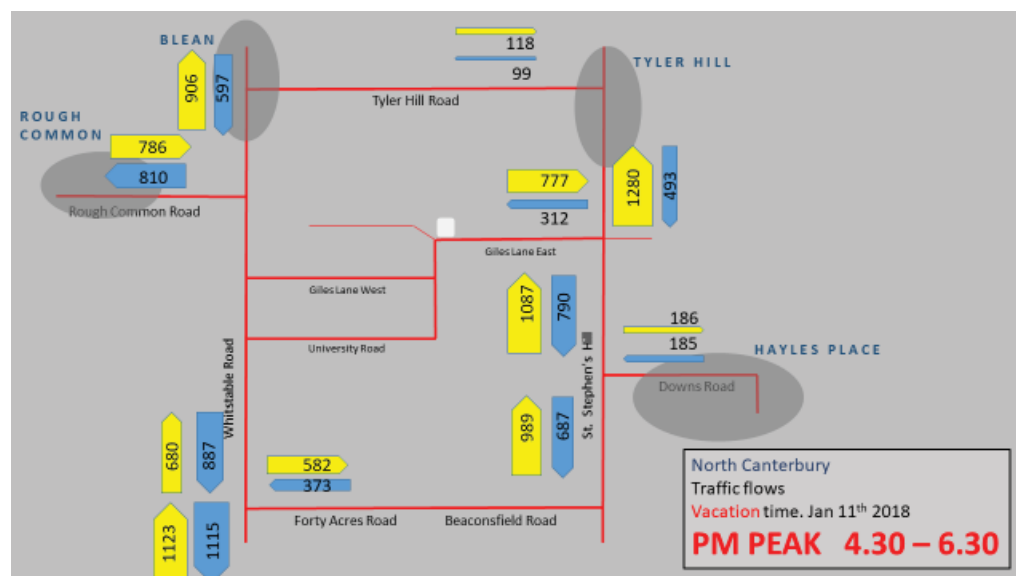 BLEAN
906
597
118
99
TYLER HILL
Tyler Hill Road
ROUGH
COMMON
786
810
Rough Common Road
777
312
1280
493
Giles Lane East
Giles Lane West
1087
790
University Road
186
185
HAYLES PLACE
Downs Road
Whitstable Road
St. Stephen's Hill
989
687
680
887
582
373
Forty Acres Road
Beaconsfield Road
1123
1115
North Canterbury
Traffic flows
Vacation time. Jan 11th 2018
PM PEAK 4.30 – 6.30